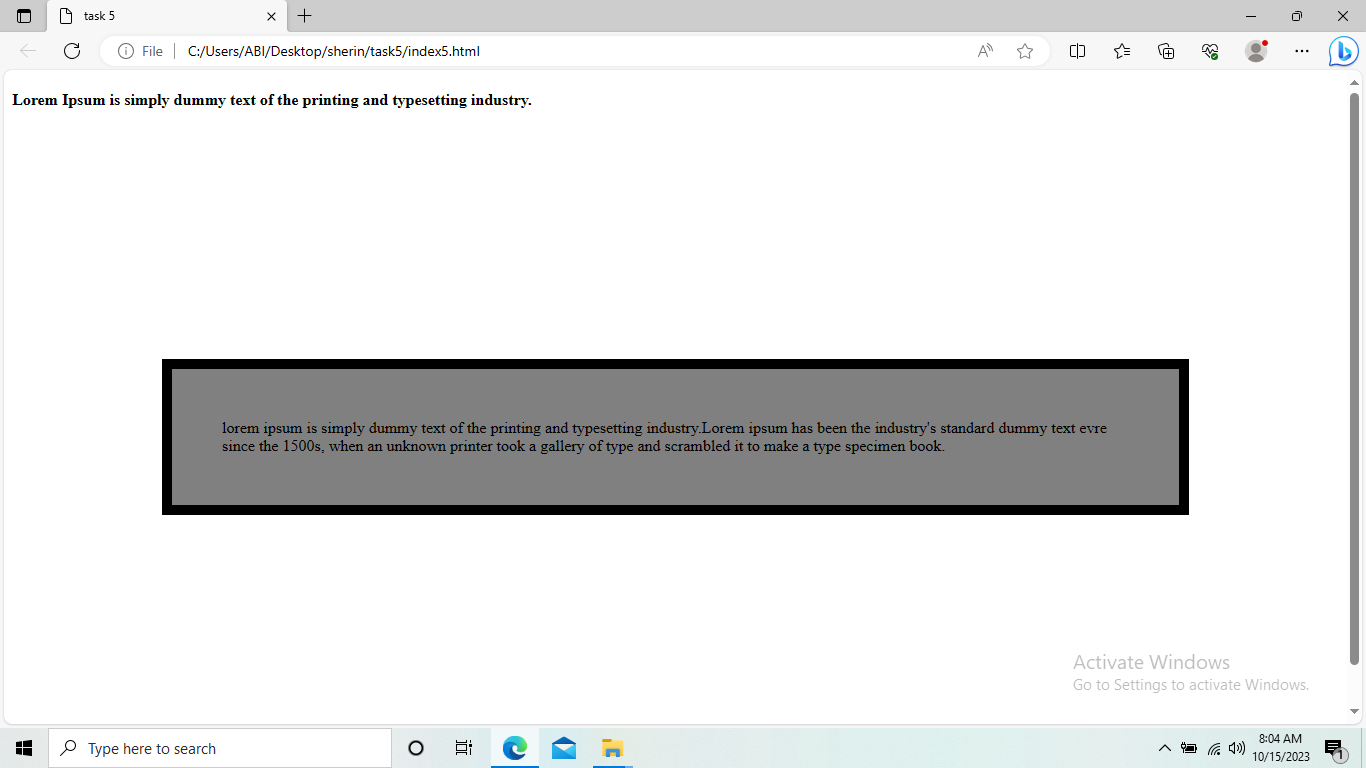 task 5
File
C:/Users/ABI/Desktop/sherin/task5/index5.html
Lorem Ipsum is simply dummy text of the printing and typesetting industry.
lorem ipsum is simply dummy text of the printing and typesetting industry.Lorem ipsum has been the industry's standard dummy text evre
since the 1500s, when an unknown printer took a gallery of type and scrambled it to make a type specimen book.
Activate Windows
Go to Settings to activate Windows.
Type here to search
8:04 AM
10/15/2023
1